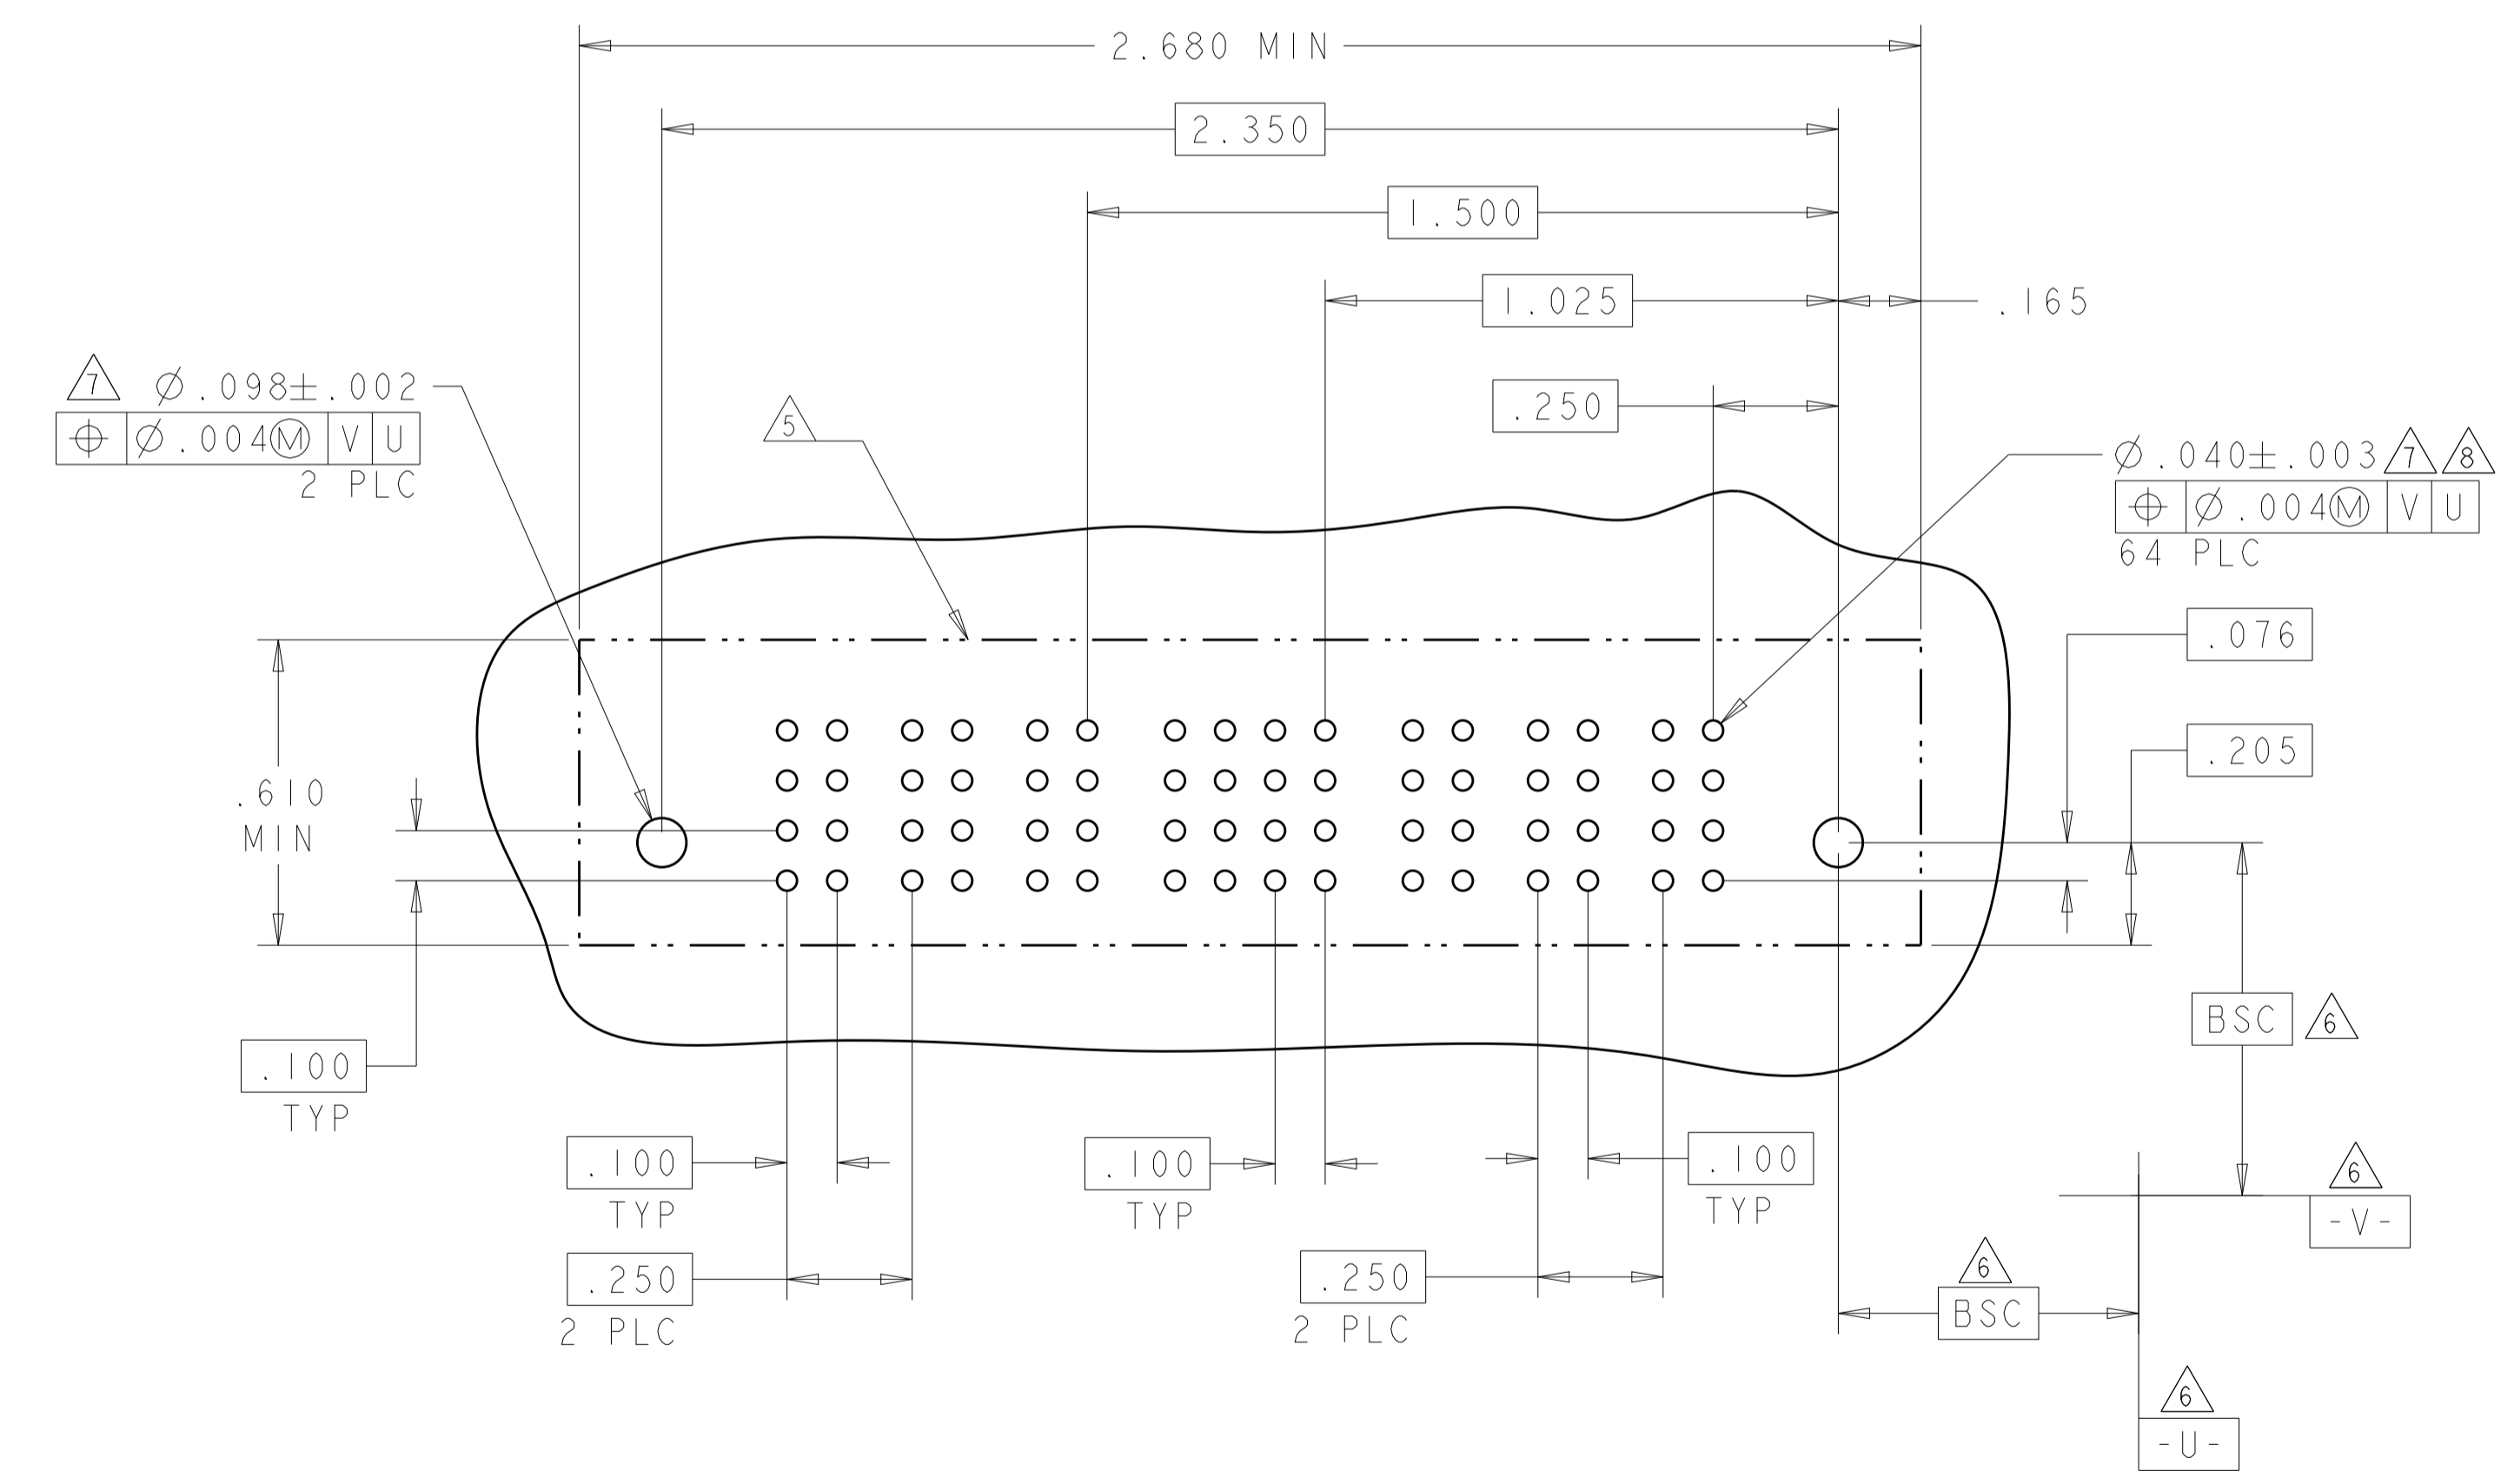 2.680 MIN
2.350
1.500
1.025
.165
.250
7 ⌀.098±.002
⌖ ⌀.004Ⓜ V U
2 PLC
5
⌀.040±.003 7 8
⌖ ⌀.004Ⓜ V U
64 PLC
.076
.205
.610
MIN
BSC 6
.100
TYP
.100
TYP
.100
TYP
.100
TYP
6
-V-
.250
2 PLC
.250
2 PLC
6
BSC
6
-U-